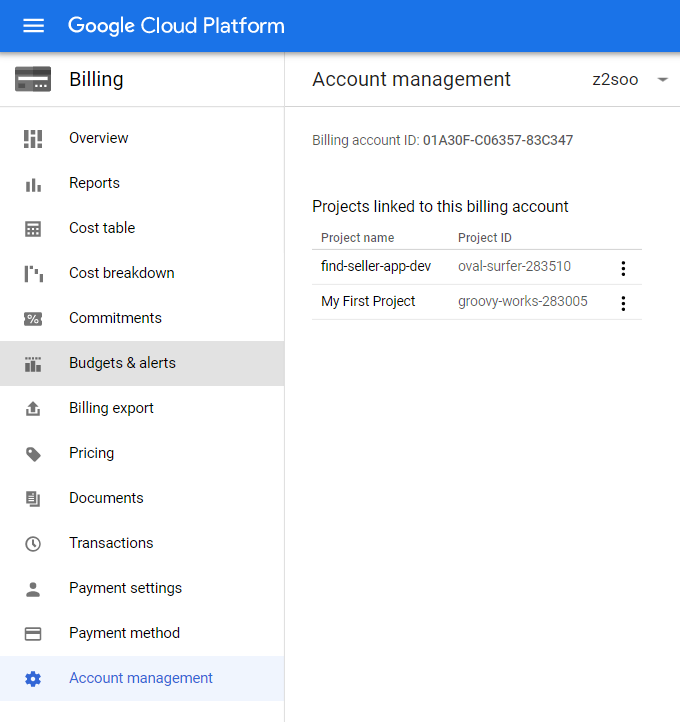 Google Cloud Platform
Billing
Account management
z2soo
Overview
Reports
Cost table
Cost breakdown
Commitments
Budgets & alerts
Billing export
Pricing
Documents
Transactions
Payment settings
Payment method
Account management
Billing account ID: 01A30F-C06357-83C347
Projects linked to this billing account
Project name Project ID
find-seller-app-dev oval-surfer-283510
My First Project groovy-works-283005